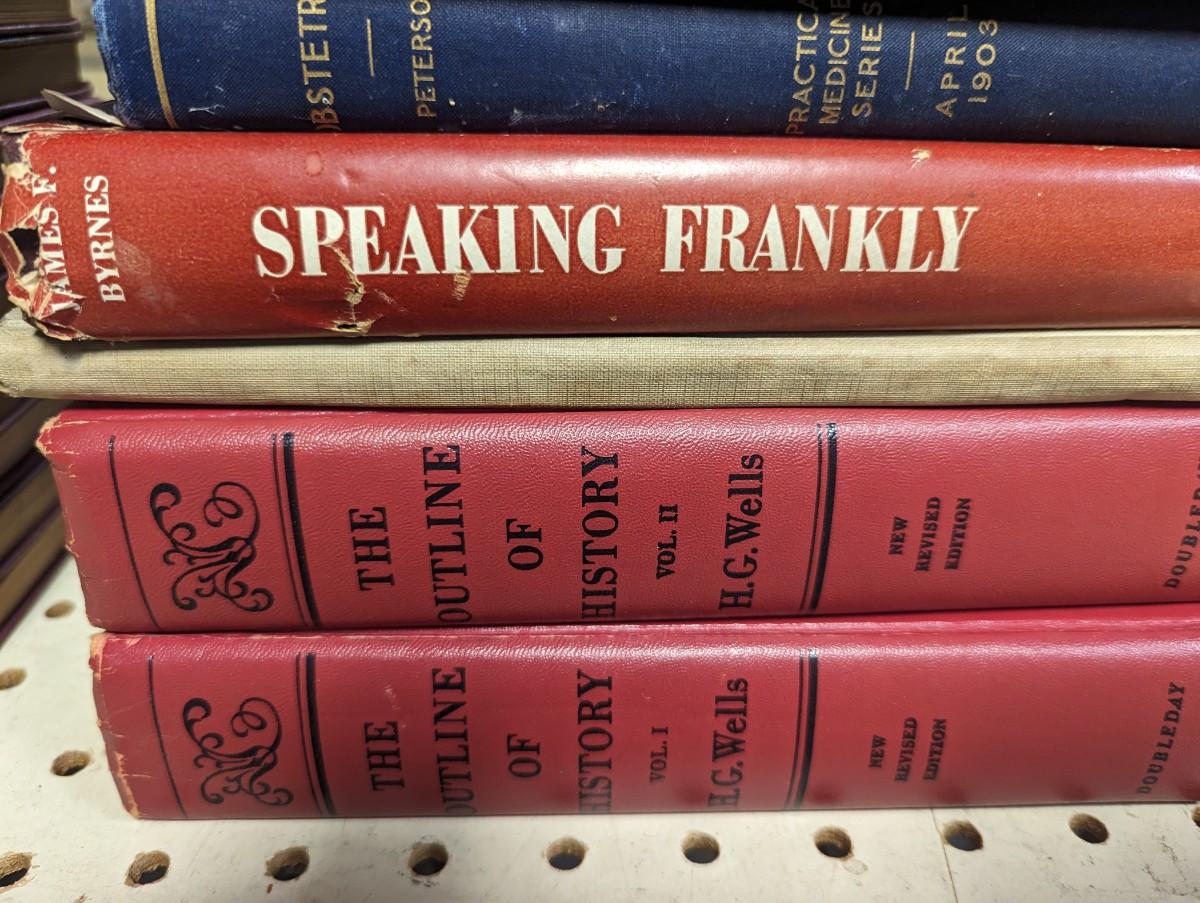 OBSTETR
PETERSO
PRACTICA
MEDICINE
SERIES
APRIL
1903
JAMES F.
BYRNES
SPEAKING FRANKLY
THE
OUTLINE
OF
HISTORY
VOL. II
H.G.Wells
NEW
REVISED
EDITION
DOUBLEDA
THE
OUTLINE
OF
HISTORY
VOL. I
H.G.Wells
NEW
REVISED
EDITION
DOUBLEDAY